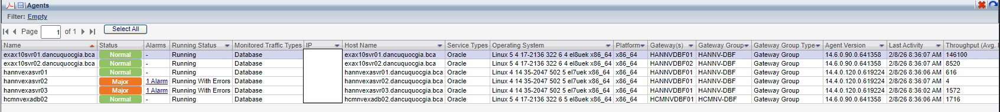 Agents
Filter: Empty
Page 1 of 1 Select All
Name Status Alarms Running Status Monitored Traffic Types IP Host Name Service Types Operating System Platform Gateway(s) Gateway Group Gateway Group Type Agent Version Last Activity Throughput (Avg.
exax10svr01.dancuquocgia.bca Normal - Running Database exax10svr01.dancuquocgia.bca Oracle Linux 5 4 17-2136 322 6 4 el8uek x86_64 x86_64 HANNVDBF01 HANNV-DBF Gateway Group 14.6.0.90.0.641358 2/8/26 8:36:07 AM 146100
exax10svr02.dancuquocgia.bca Normal - Running Database exax10svr02.dancuquocgia.bca Oracle Linux 5 4 17-2136 322 6 4 el8uek x86_64 x86_64 HANNVDBF02 HANNV-DBF Gateway Group 14.6.0.90.0.641358 2/8/26 8:36:07 AM 8520
hannvexasvr01 Normal - Running Database hannvexasvr01.dancuquocgia.bca Oracle Linux 4 14 35-2047 502 5 el7uek x86_64 x86_64 HANNVDBF01 HANNV-DBF Gateway Group 14.4.0.120.0.619224 2/8/26 8:36:06 AM 616
hannvexasvr02 Major 1 Alarm Running With Errors Database hannvexasvr02.dancuquocgia.bca Oracle Linux 4 14 35-2047 502 5 el7uek x86_64 x86_64 HANNVDBF01 HANNV-DBF Gateway Group 14.4.0.120.0.619224 2/8/26 8:36:07 AM 4
hannvexasvr03 Major 1 Alarm Running With Errors Database hannvexasvr03.dancuquocgia.bca Oracle Linux 4 14 35-2047 502 5 el7uek x86_64 x86_64 HANNVDBF01 HANNV-DBF Gateway Group 14.4.0.120.0.619224 2/8/26 8:36:02 AM 1572
hcmnvexadb02 Normal - Running Database hcmnvexadb02.dancuquocgia.bca Oracle Linux 5 4 17-2136 322 6 5 el8uek x86_64 x86_64 HCMNVDBF01 HCMNV-DBF Gateway Group 14.6.0.90.0.641358 2/8/26 8:36:06 AM 1716